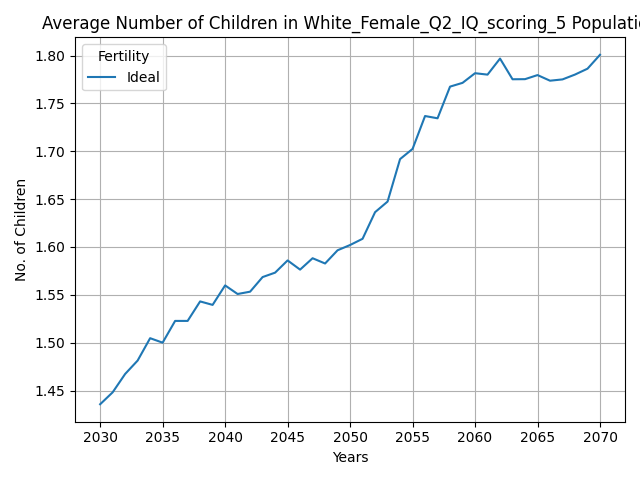 Average Number of Children in White_Female_Q2_IQ_scoring_5 Populatio
Fertility
Ideal
No. of Children
1.80
1.75
1.70
1.65
1.60
1.55
1.50
1.45
2030 2035 2040 2045 2050 2055 2060 2065 2070
Years